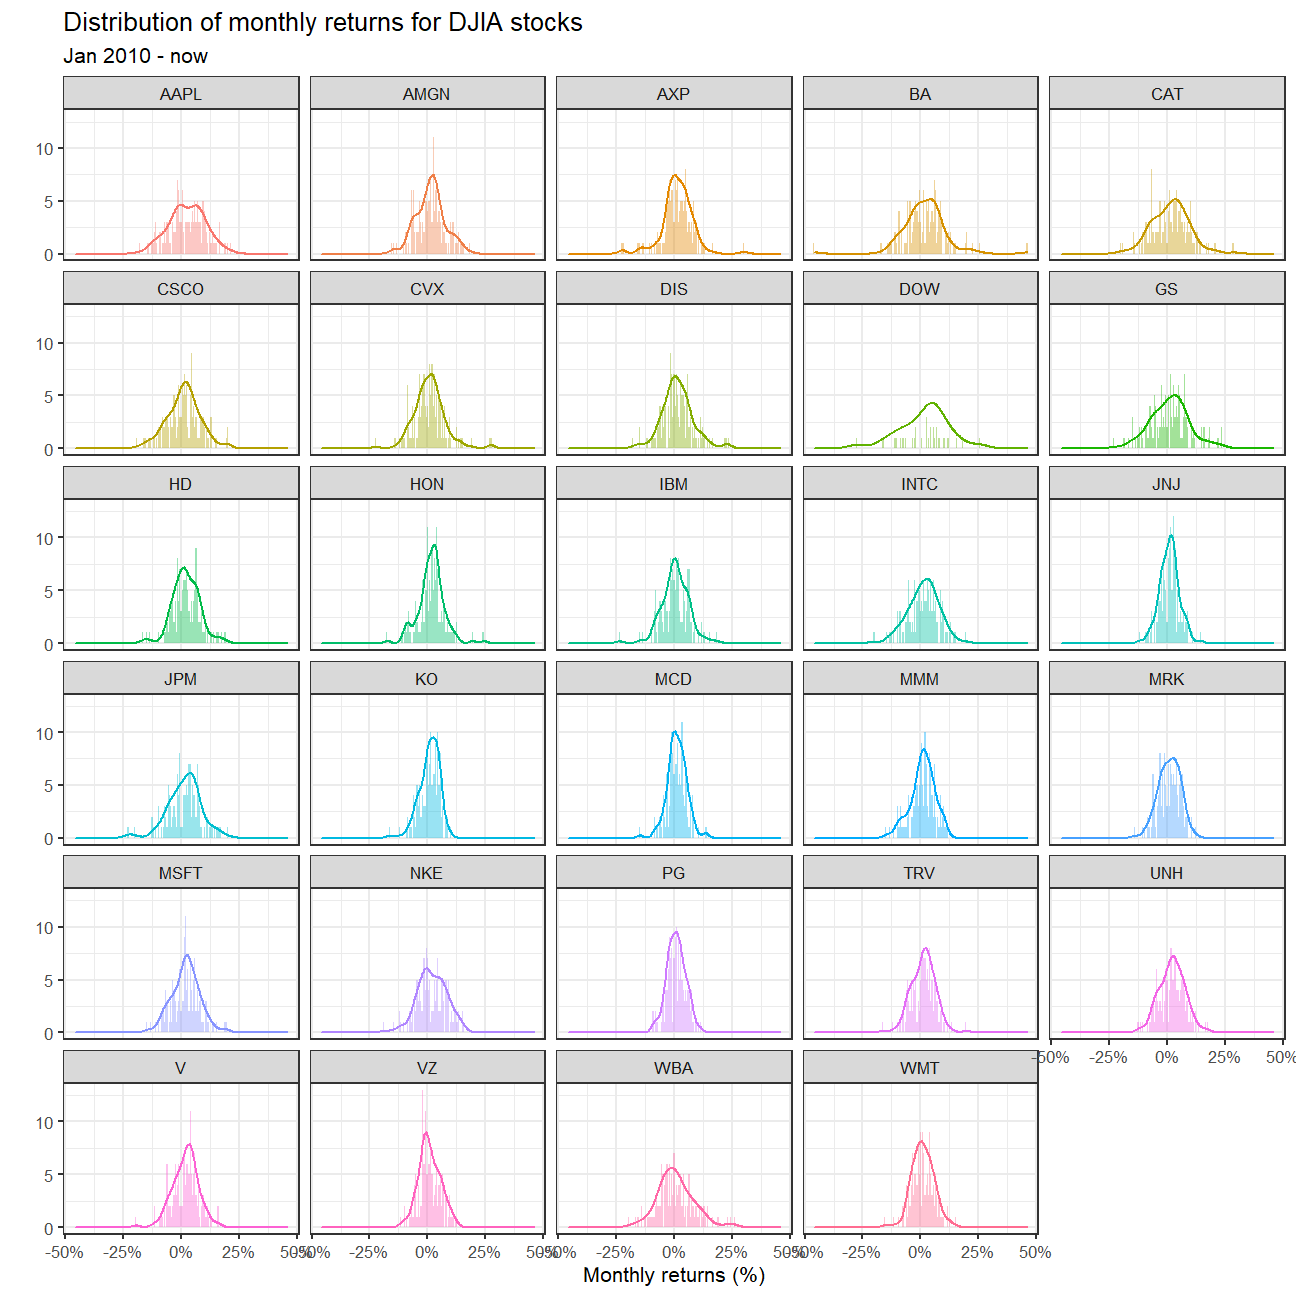 Distribution of monthly returns for DJIA stocks
Jan 2010 - now
AAPL AMGN AXP BA CAT
10
5
0
CSCO CVX DIS DOW GS
10
5
0
HD HON IBM INTC JNJ
10
5
0
JPM KO MCD MMM MRK
10
5
0
MSFT NKE PG TRV UNH
10
5
0
-50% -25% 0% 25% 50%
V VZ WBA WMT
10
5
0
-50% -25% 0% 25% 50% -50% -25% 0% 25% 50% -50% -25% 0% 25% 50% -50% -25% 0% 25% 50%
Monthly returns (%)